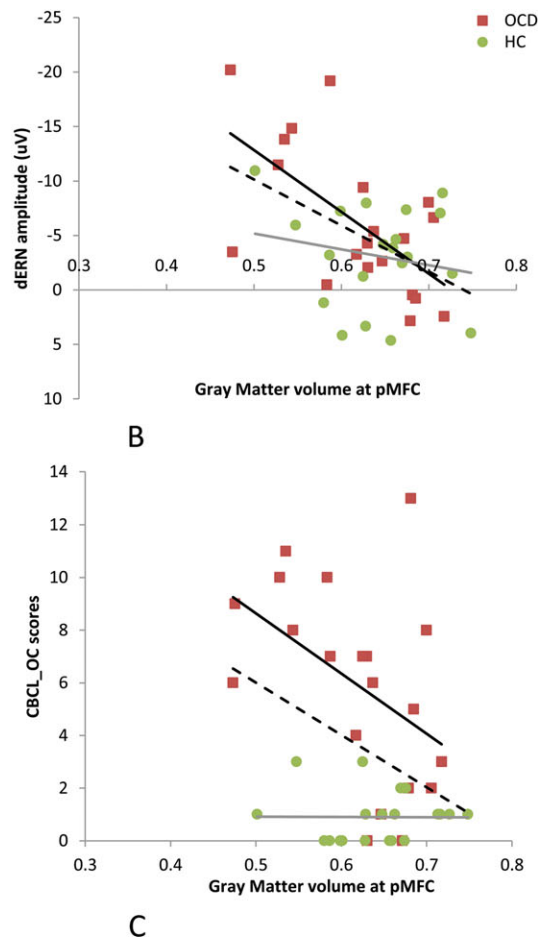 -25
OCD
HC
-20
-15
-10
-5
0.3 0.4 0.5 0.6 0.7 0.8
0
5
10
dERN amplitude (uV)
Gray Matter volume at pMFC
B
14
12
10
8
6
4
2
0
CBCL_OC scores
0.3 0.4 0.5 0.6 0.7 0.8
Gray Matter volume at pMFC
C